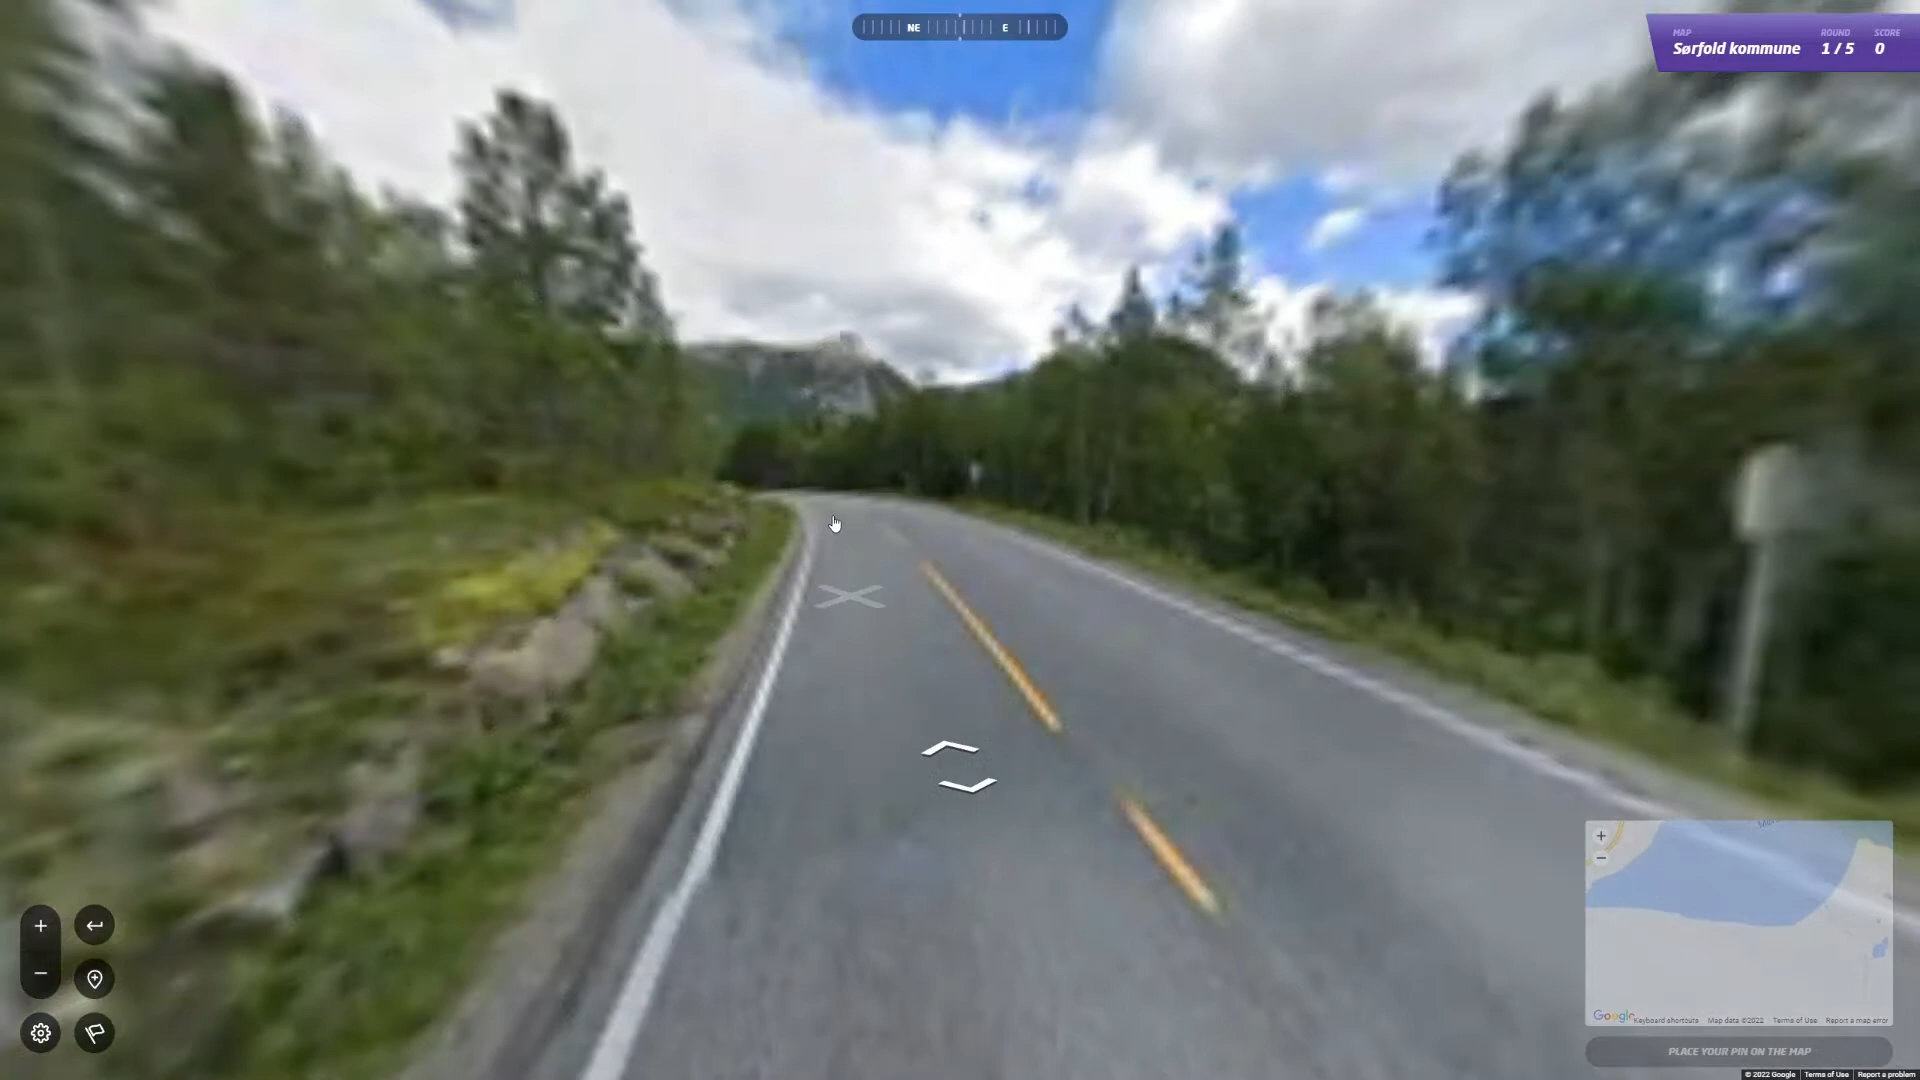 NE E
MAP ROUND SCORE
Sørfold kommune 1 / 5 0
Google Keyboard shortcuts Map data ©2022 Terms of Use Report a map error
PLACE YOUR PIN ON THE MAP
© 2022 Google Terms of Use Report a problem